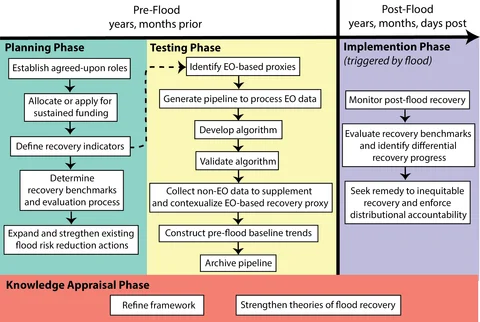 Pre-Flood
years, months prior
Post-Flood
years, months, days post
Planning Phase
Establish agreed-upon roles
Allocate or apply for
sustained funding
Define recovery indicators
Determine
recovery benchmarks
and evaluation process
Expand and stregthen existing
flood risk reduction actions
Testing Phase
Identify EO-based proxies
Generate pipeline to process EO data
Develop algorithm
Validate algorithm
Collect non-EO data to supplement
and contexualize EO-based recovery proxy
Construct pre-flood baseline trends
Archive pipeline
Implemention Phase
(triggered by flood)
Monitor post-flood recovery
Evaluate recovery benchmarks
and identify differential
recovery progress
Seek remedy to inequitable
recovery and enforce
distributional accountability
Knowledge Appraisal Phase
Refine framework
Strengthen theories of flood recovery